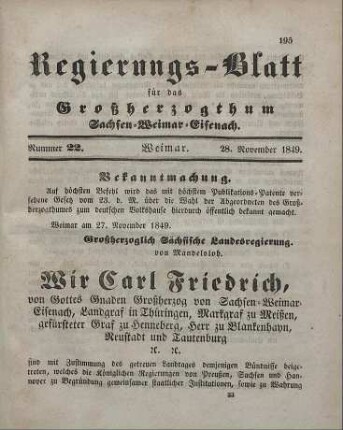 195
Regierungs-Blatt
für das
Großherzogthum
Sachsen-Weimar-Eisenach.
Nummer 22. Weimar. 28. November 1849.
Bekanntmachung.
Auf höchsten Befehl wird das mit höchstem Publikations-Patente ver-
sehene Gesetz vom 23. d. M. über die Wahl der Abgeordneten des Groß-
herzogthumes zum deutschen Volkshause hierdurch öffentlich bekannt gemacht.
Weimar am 27. November 1849.
Großherzoglich Sächsische Landesregierung.
von Mandelsloh.
Wir Carl Friedrich,
von Gottes Gnaden Großherzog von Sachsen-Weimar-
Eisenach, Landgraf in Thüringen, Markgraf zu Meißen,
gefürsteter Graf zu Henneberg, Herr zu Blankenhayn,
Neustadt und Tautenburg
ꝛc. ꝛc.
sind mit Zustimmung des getreuen Landtages demjenigen Bündnisse beige-
treten, welches die Königlichen Regierungen von Preußen, Sachsen und Han-
nover zu Begründung gemeinsamer staatlicher Institutionen, sowie zu Wahrung